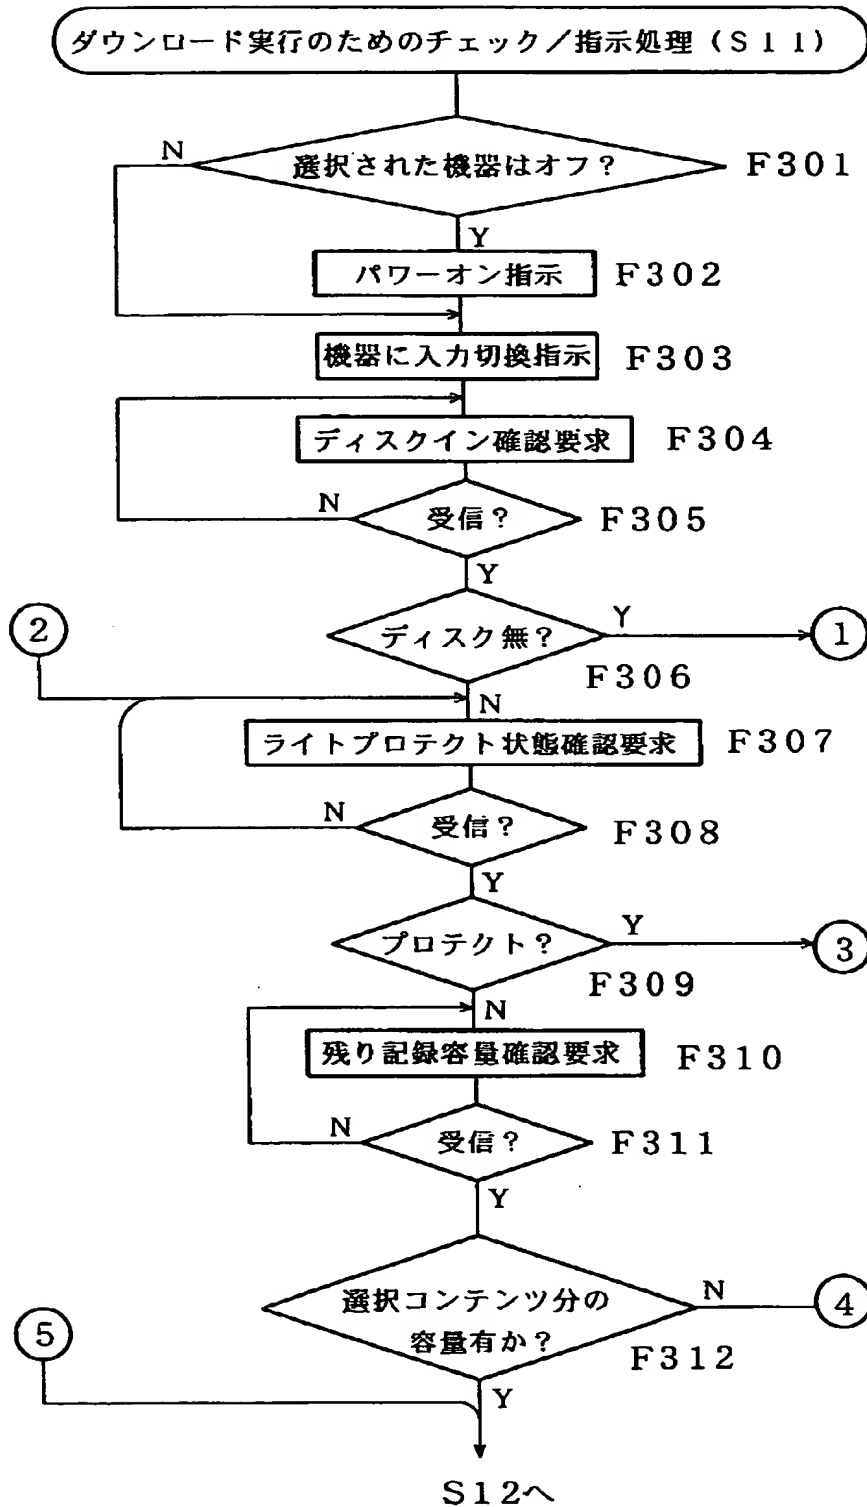 ダウンロード実行のためのチェック／指示処理（S11）
N
選択された機器はオフ？
F301
Y
パワーオン指示
F302
機器に入力切換指示
F303
ディスクイン確認要求
F304
N
受信？
F305
Y
②
ディスク無？
Y
①
F306
N
ライトプロテクト状態確認要求
F307
N
受信？
F308
Y
プロテクト？
Y
③
F309
N
残り記録容量確認要求
F310
N
受信？
F311
Y
選択コンテンツ分の
容量有か？
N
④
F312
⑤
Y
S12へ